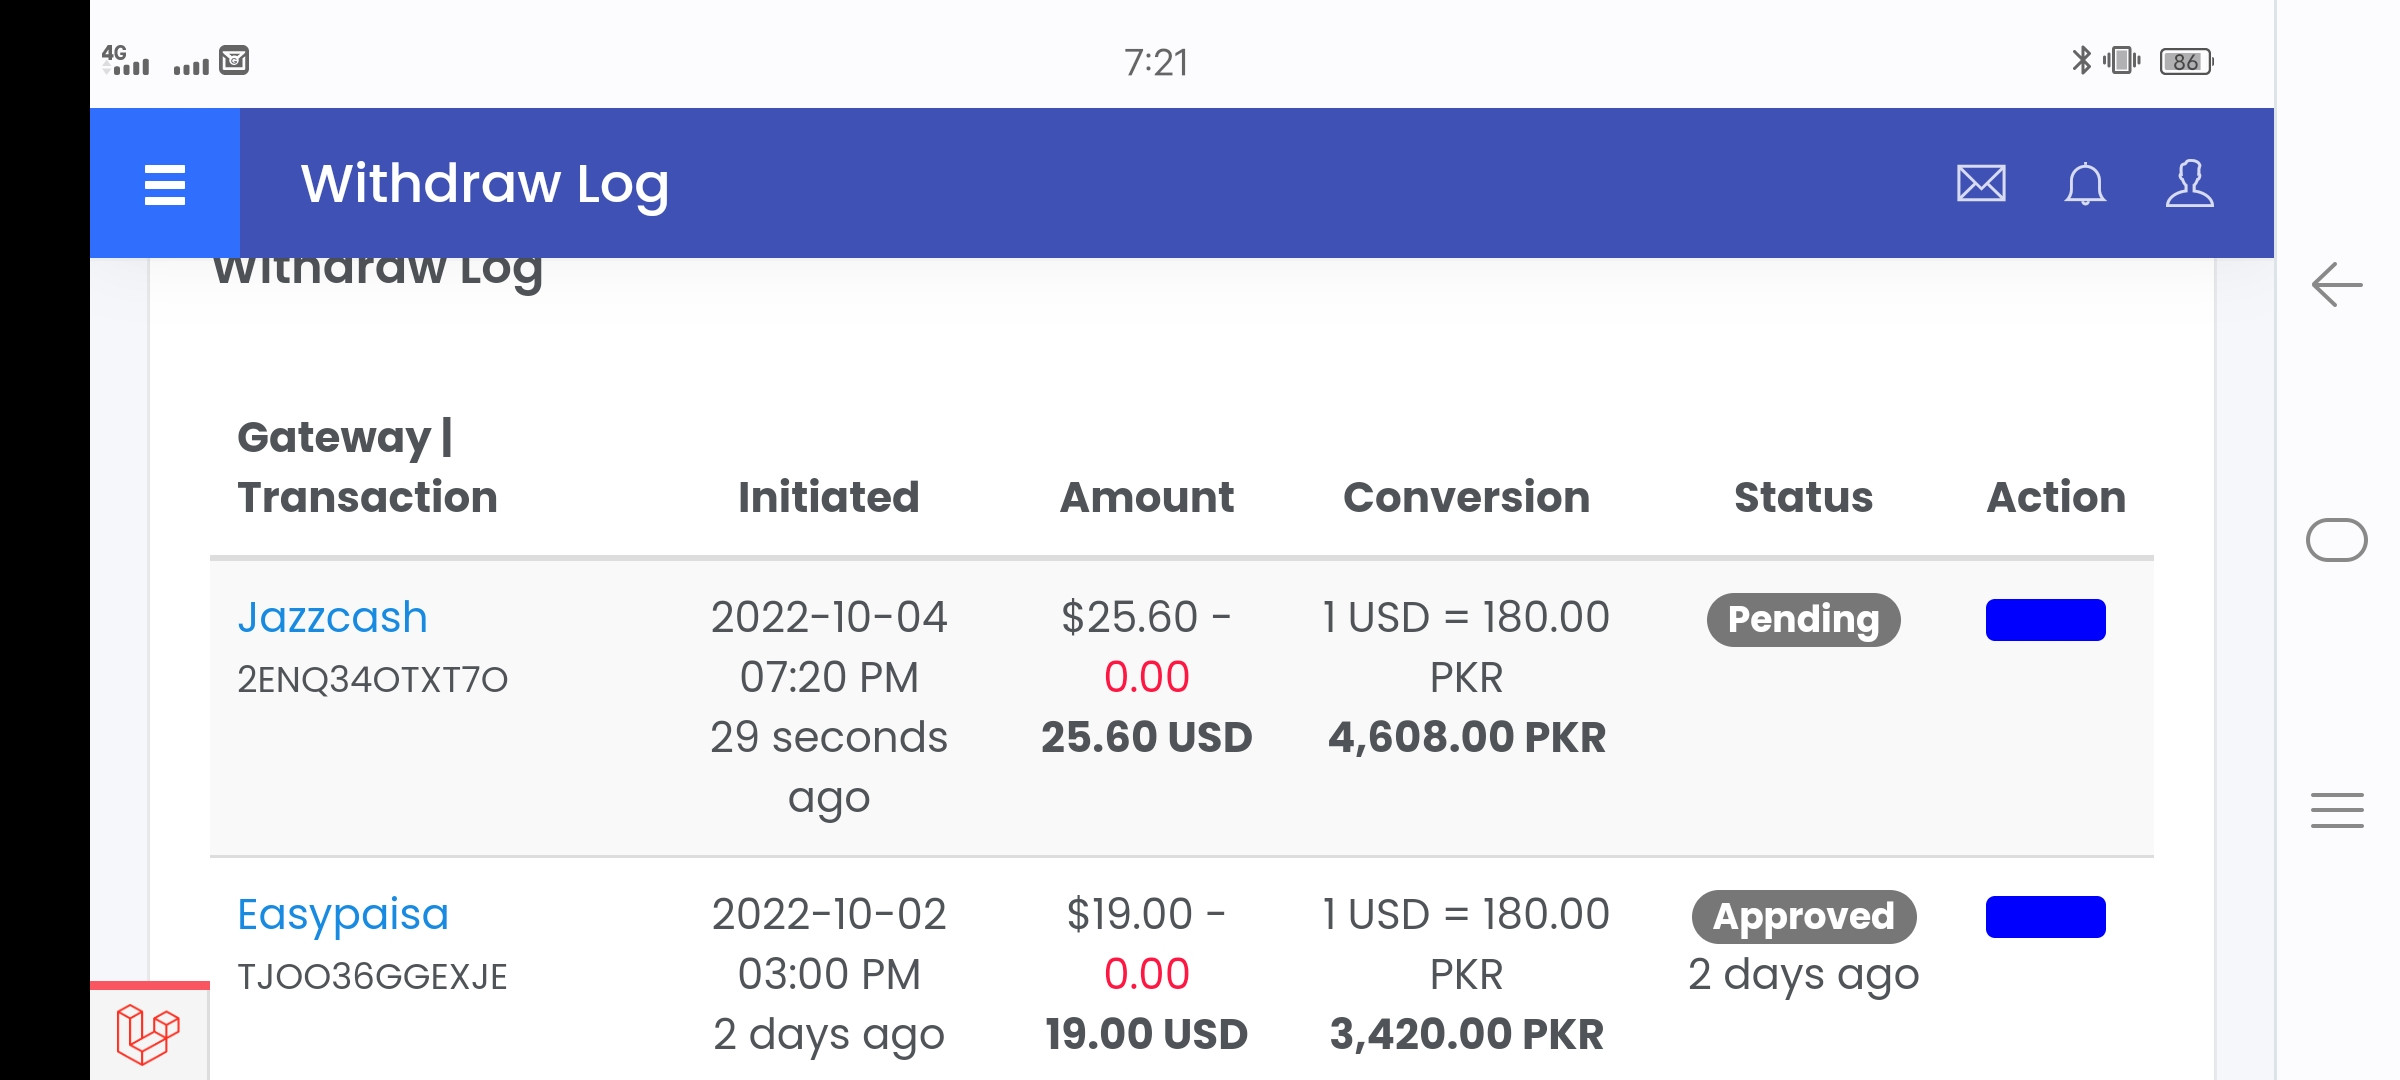 4G
7:21
86
Withdraw Log
Withdraw Log
Gateway |
Transaction
Initiated
Amount
Conversion
Status
Action
Jazzcash
2ENQ34OTXT7O
2022-10-04
07:20 PM
29 seconds
ago
$25.60 -
0.00
25.60 USD
1 USD = 180.00
PKR
4,608.00 PKR
Pending
Easypaisa
TJOO36GGEXJE
2022-10-02
03:00 PM
2 days ago
$19.00 -
0.00
19.00 USD
1 USD = 180.00
PKR
3,420.00 PKR
Approved
2 days ago